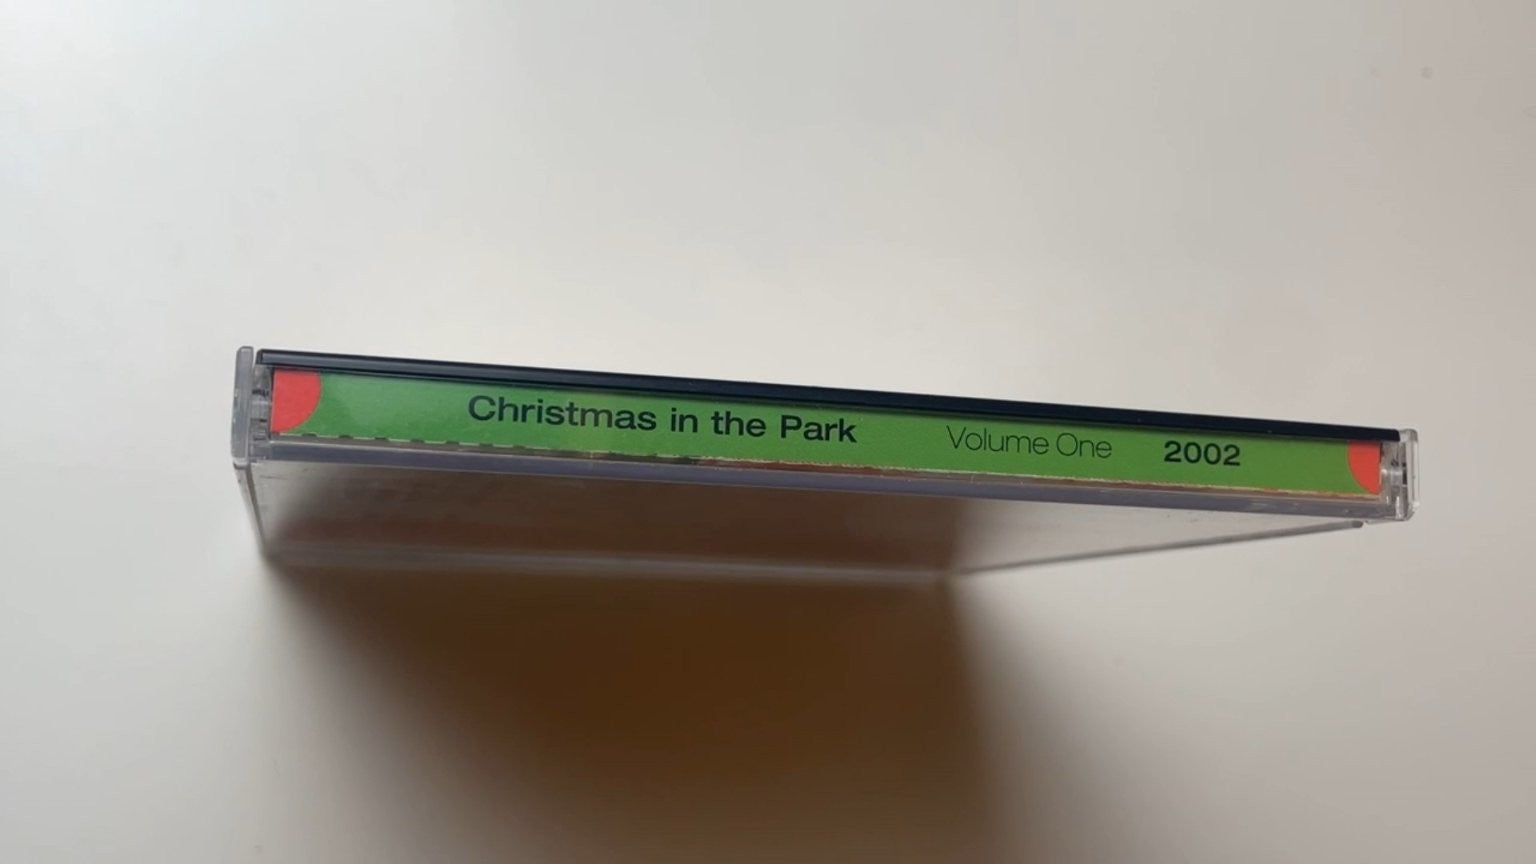 Christmas in the Park Volume One 2002